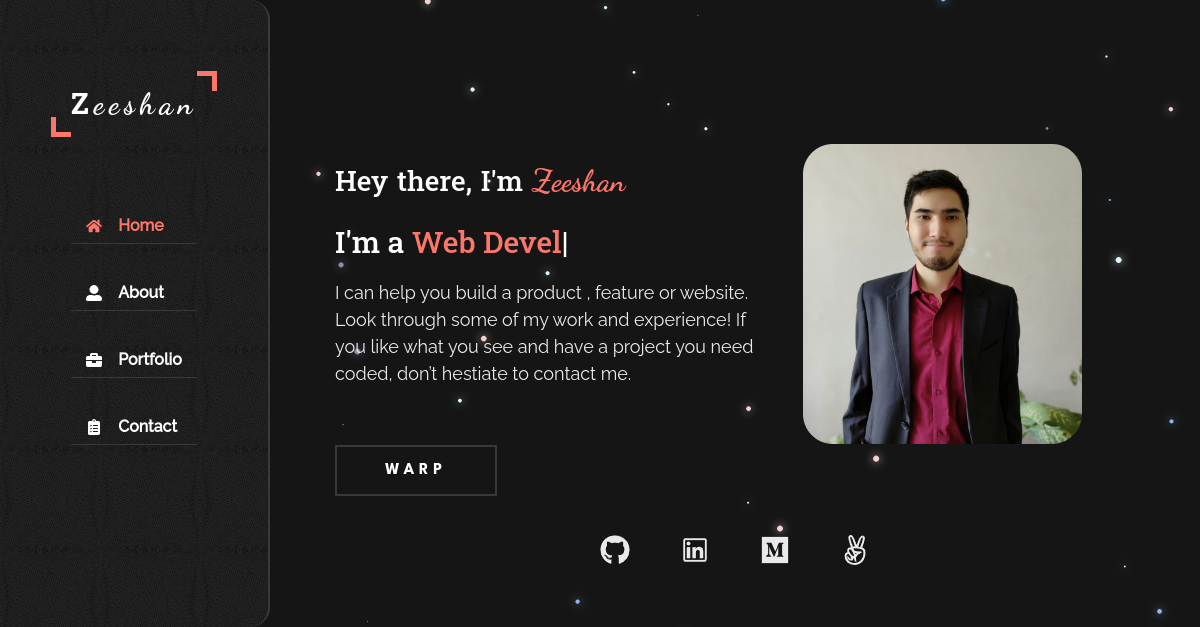 Zeeshan
Home
About
Portfolio
Contact
Hey there, I'm Zeeshan
I'm a Web Devel|
I can help you build a product , feature or website.
Look through some of my work and experience! If
you like what you see and have a project you need
coded, don't hestiate to contact me.
WARP
in
M